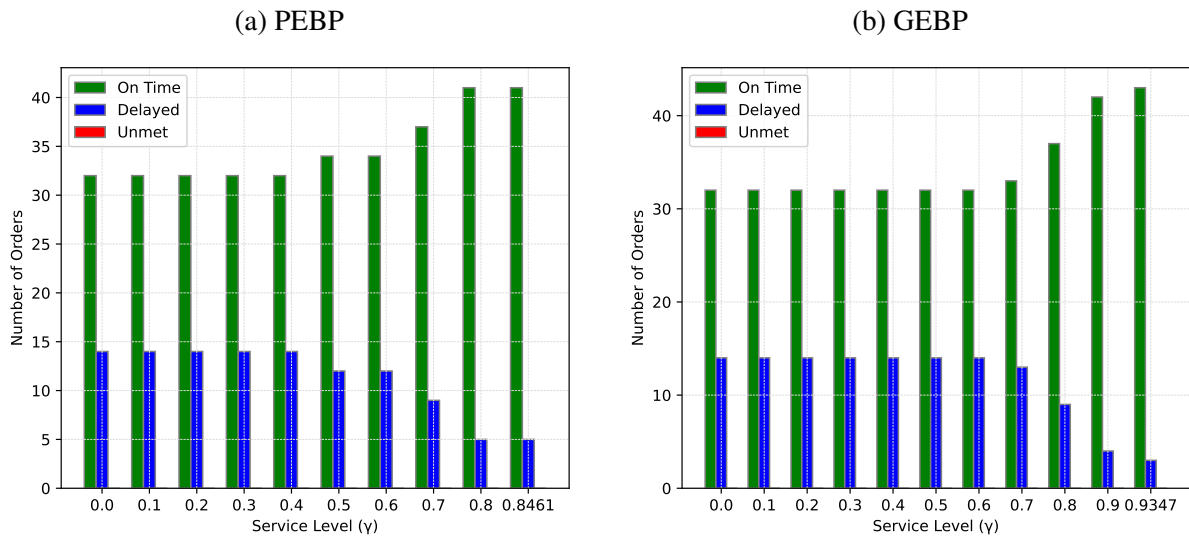 (a) PEBP
On Time
Delayed
Unmet
Number of Orders
40
35
30
25
20
15
10
5
0
0.0 0.1 0.2 0.3 0.4 0.5 0.6 0.7 0.8 0.8461
Service Level (γ)
(b) GEBP
On Time
Delayed
Unmet
Number of Orders
40
30
20
10
0
0.0 0.1 0.2 0.3 0.4 0.5 0.6 0.7 0.8 0.9 0.9347
Service Level (γ)